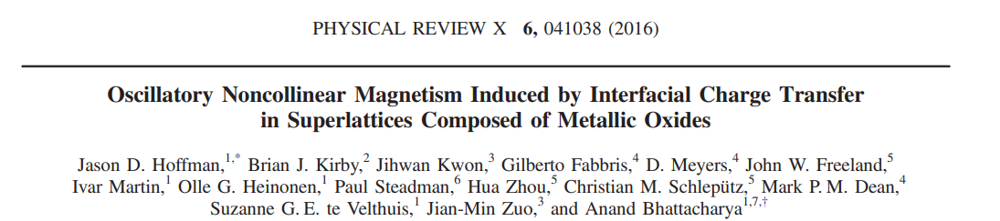 PHYSICAL REVIEW X 6, 041038 (2016)
Oscillatory Noncollinear Magnetism Induced by Interfacial Charge Transfer
in Superlattices Composed of Metallic Oxides
Jason D. Hoffman,1,* Brian J. Kirby,2 Jihwan Kwon,3 Gilberto Fabbris,4 D. Meyers,4 John W. Freeland,5
Ivar Martin,1 Olle G. Heinonen,1 Paul Steadman,6 Hua Zhou,5 Christian M. Schlepütz,5 Mark P. M. Dean,4
Suzanne G. E. te Velthuis,1 Jian-Min Zuo,3 and Anand Bhattacharya1,7,†